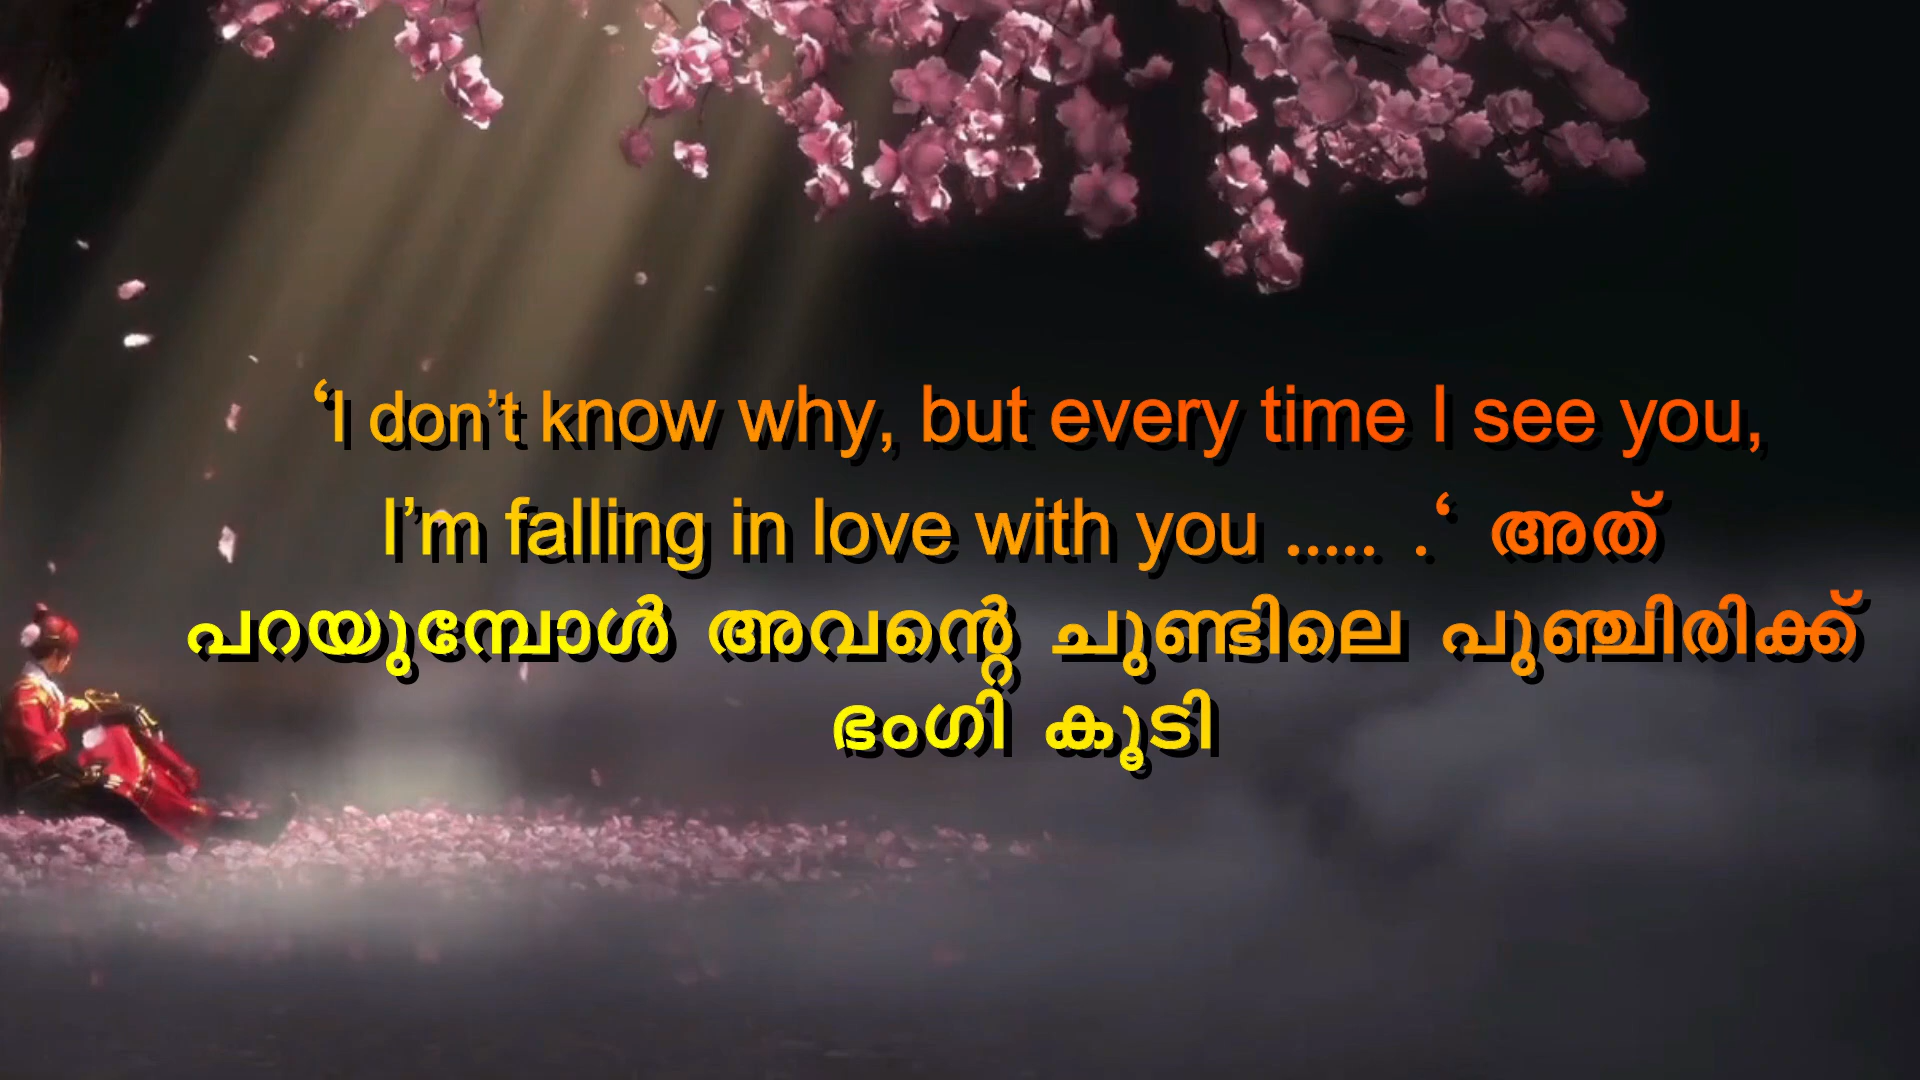 ‘I don’t know why, but every time I see you,
I’m falling in love with you ..... .‘ അത്
പറയുമ്പോൾ അവന്റെ ചുണ്ടിലെ പുഞ്ചിരിക്ക്
ഭംഗി കൂടി